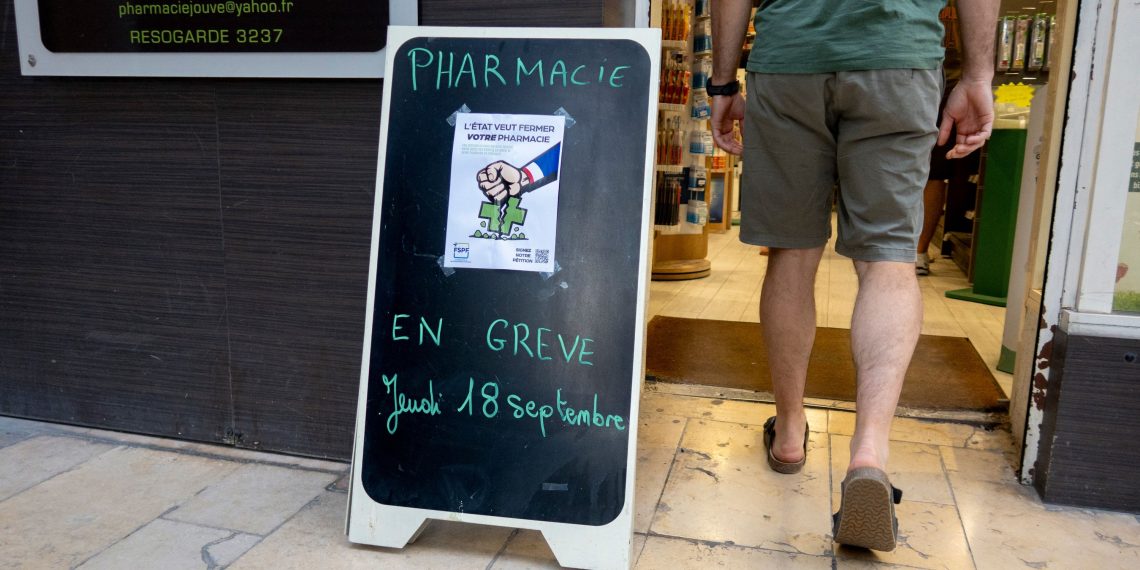 pharmaciejouve@yahoo.fr
RESOGARDE 3237
PHARMACIE
L'ÉTAT VEUT FERMER
VOTRE PHARMACIE
FSPF
SIGNEZ
NOTRE
PÉTITION
EN GREVE
Jeudi 18 septembre